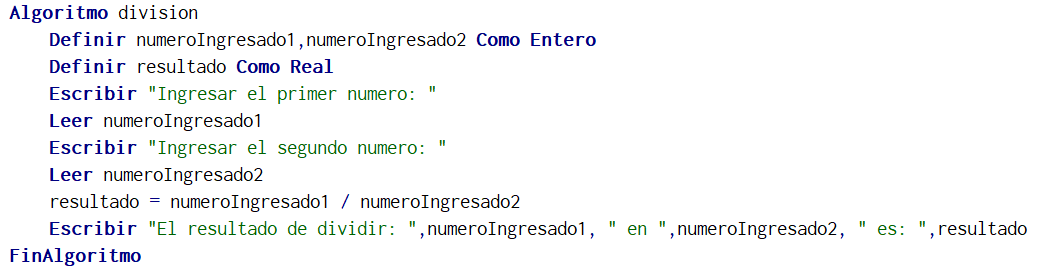 Algoritmo division
Definir numeroIngresado1,numeroIngresado2 Como Entero
Definir resultado Como Real
Escribir "Ingresar el primer numero: "
Leer numeroIngresado1
Escribir "Ingresar el segundo numero: "
Leer numeroIngresado2
resultado = numeroIngresado1 / numeroIngresado2
Escribir "El resultado de dividir: ",numeroIngresado1, " en ",numeroIngresado2, " es: ",resultado
FinAlgoritmo